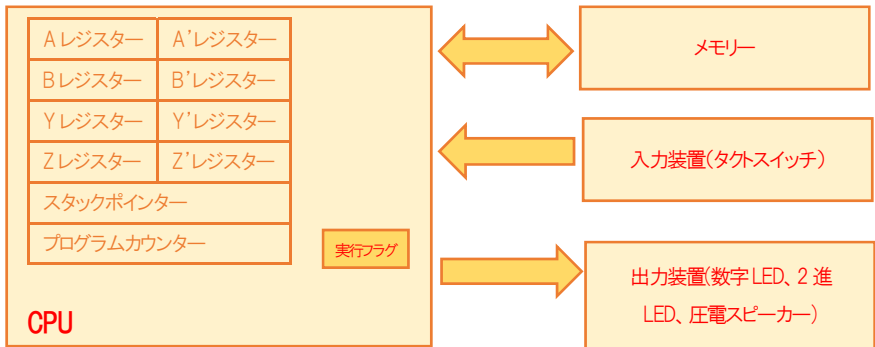 Aレジスター A’レジスター
Bレジスター B’レジスター
Yレジスター Y’レジスター
Zレジスター Z’レジスター
スタックポインター
プログラムカウンター
実行フラグ
CPU
メモリー
入力装置(タクトスイッチ)
出力装置(数字LED、2進
LED、圧電スピーカー)